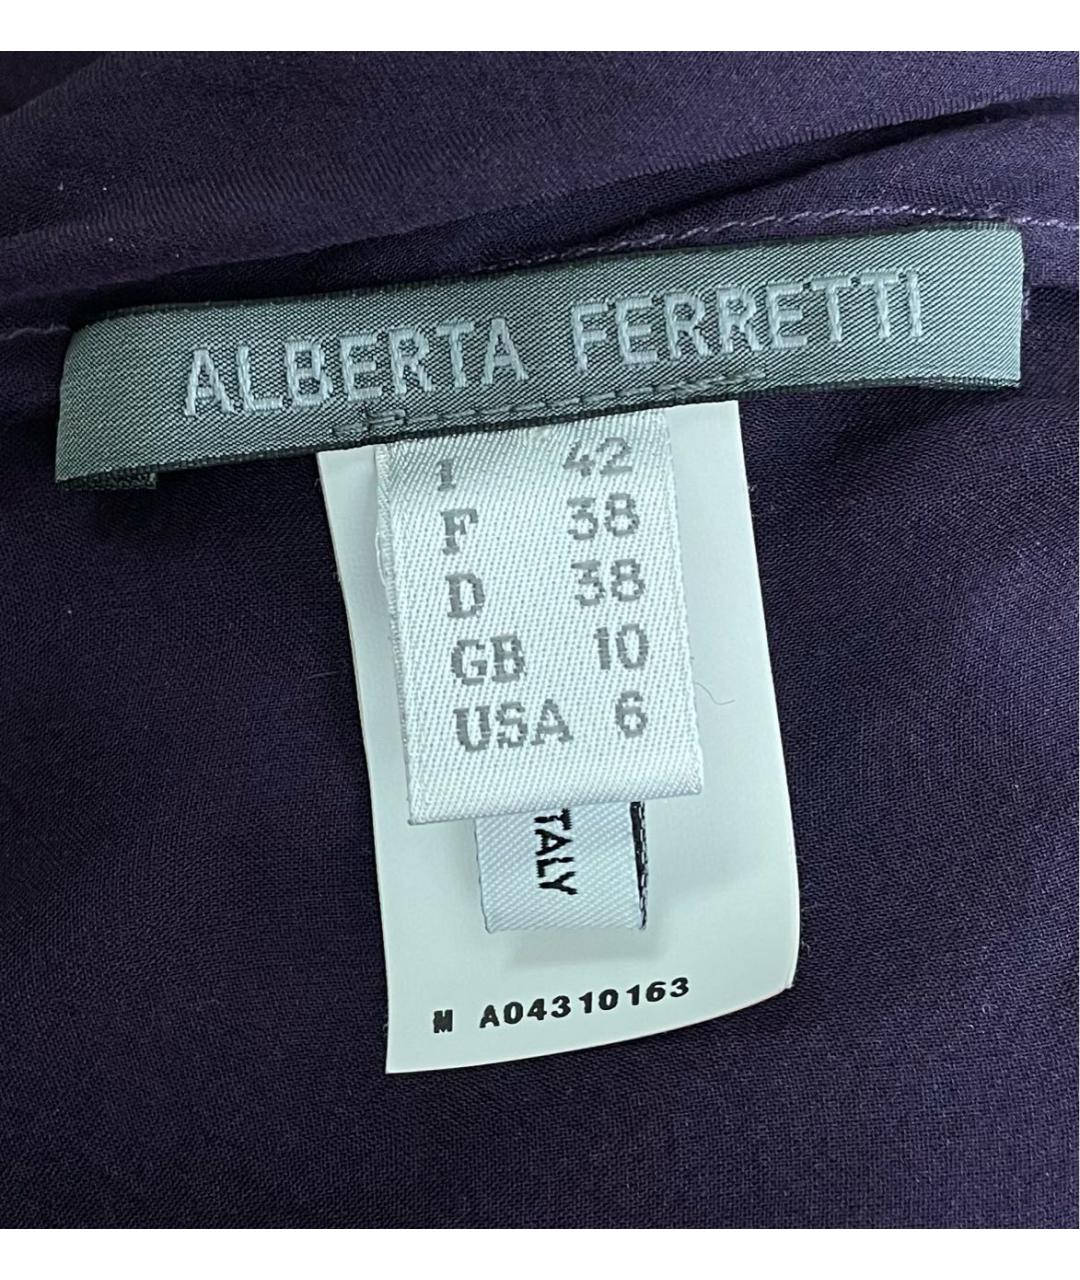 ALBERTA FERRETTI
I 42
F 38
D 38
GB 10
USA 6
TALY
M A04310163